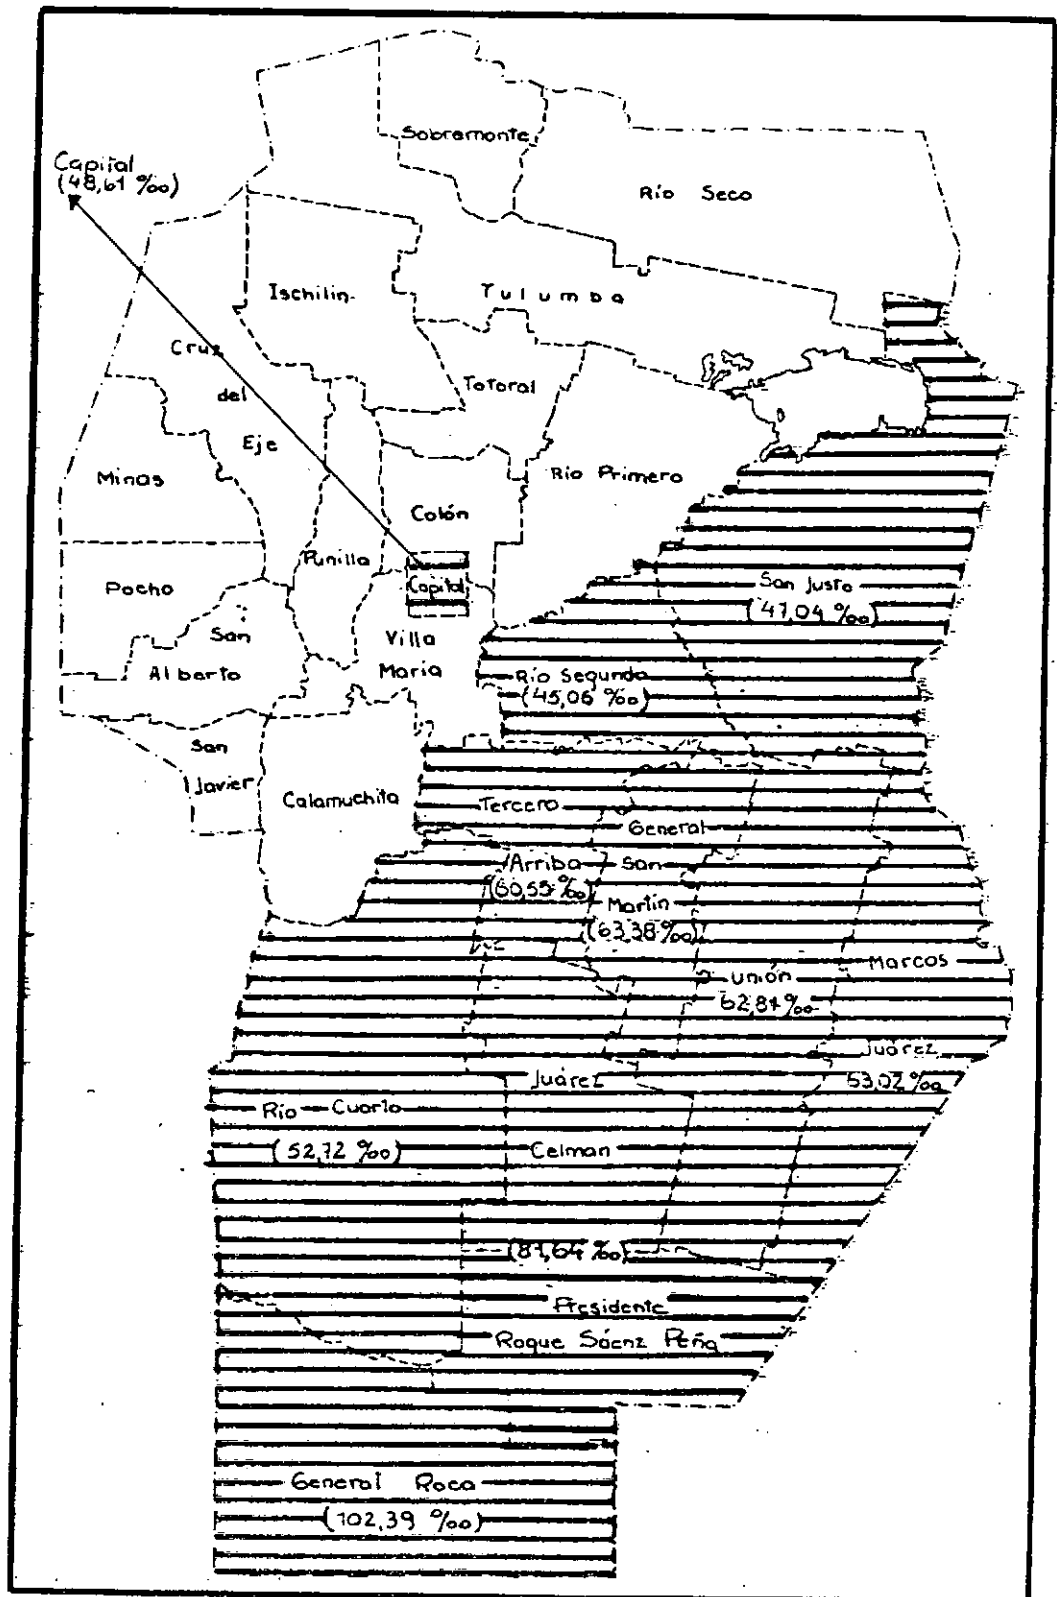 Sobremonte
Capital
(48,61 ‰)
Río Seco
Ischilin
Tulumba
Cruz
del
Eje
Totoral
Minas
Río Primero
Colón
Punilla
Capital
San Justo
(47,04 ‰)
Pocho
San
Alberto
Villa
María
Río Segundo
(45,06 ‰)
San
Javier
Calamuchita
Tercero
Arriba
(60,55 ‰)
General
San
Martín
(63,38 ‰)
Unión
62,81 ‰
Marcos
Juárez
53,02 ‰
Río Cuarto
(52,72 ‰)
Juárez
Celman
(81,64 ‰)
Presidente
Roque Sáenz Peña
General Roca
(102,39 ‰)